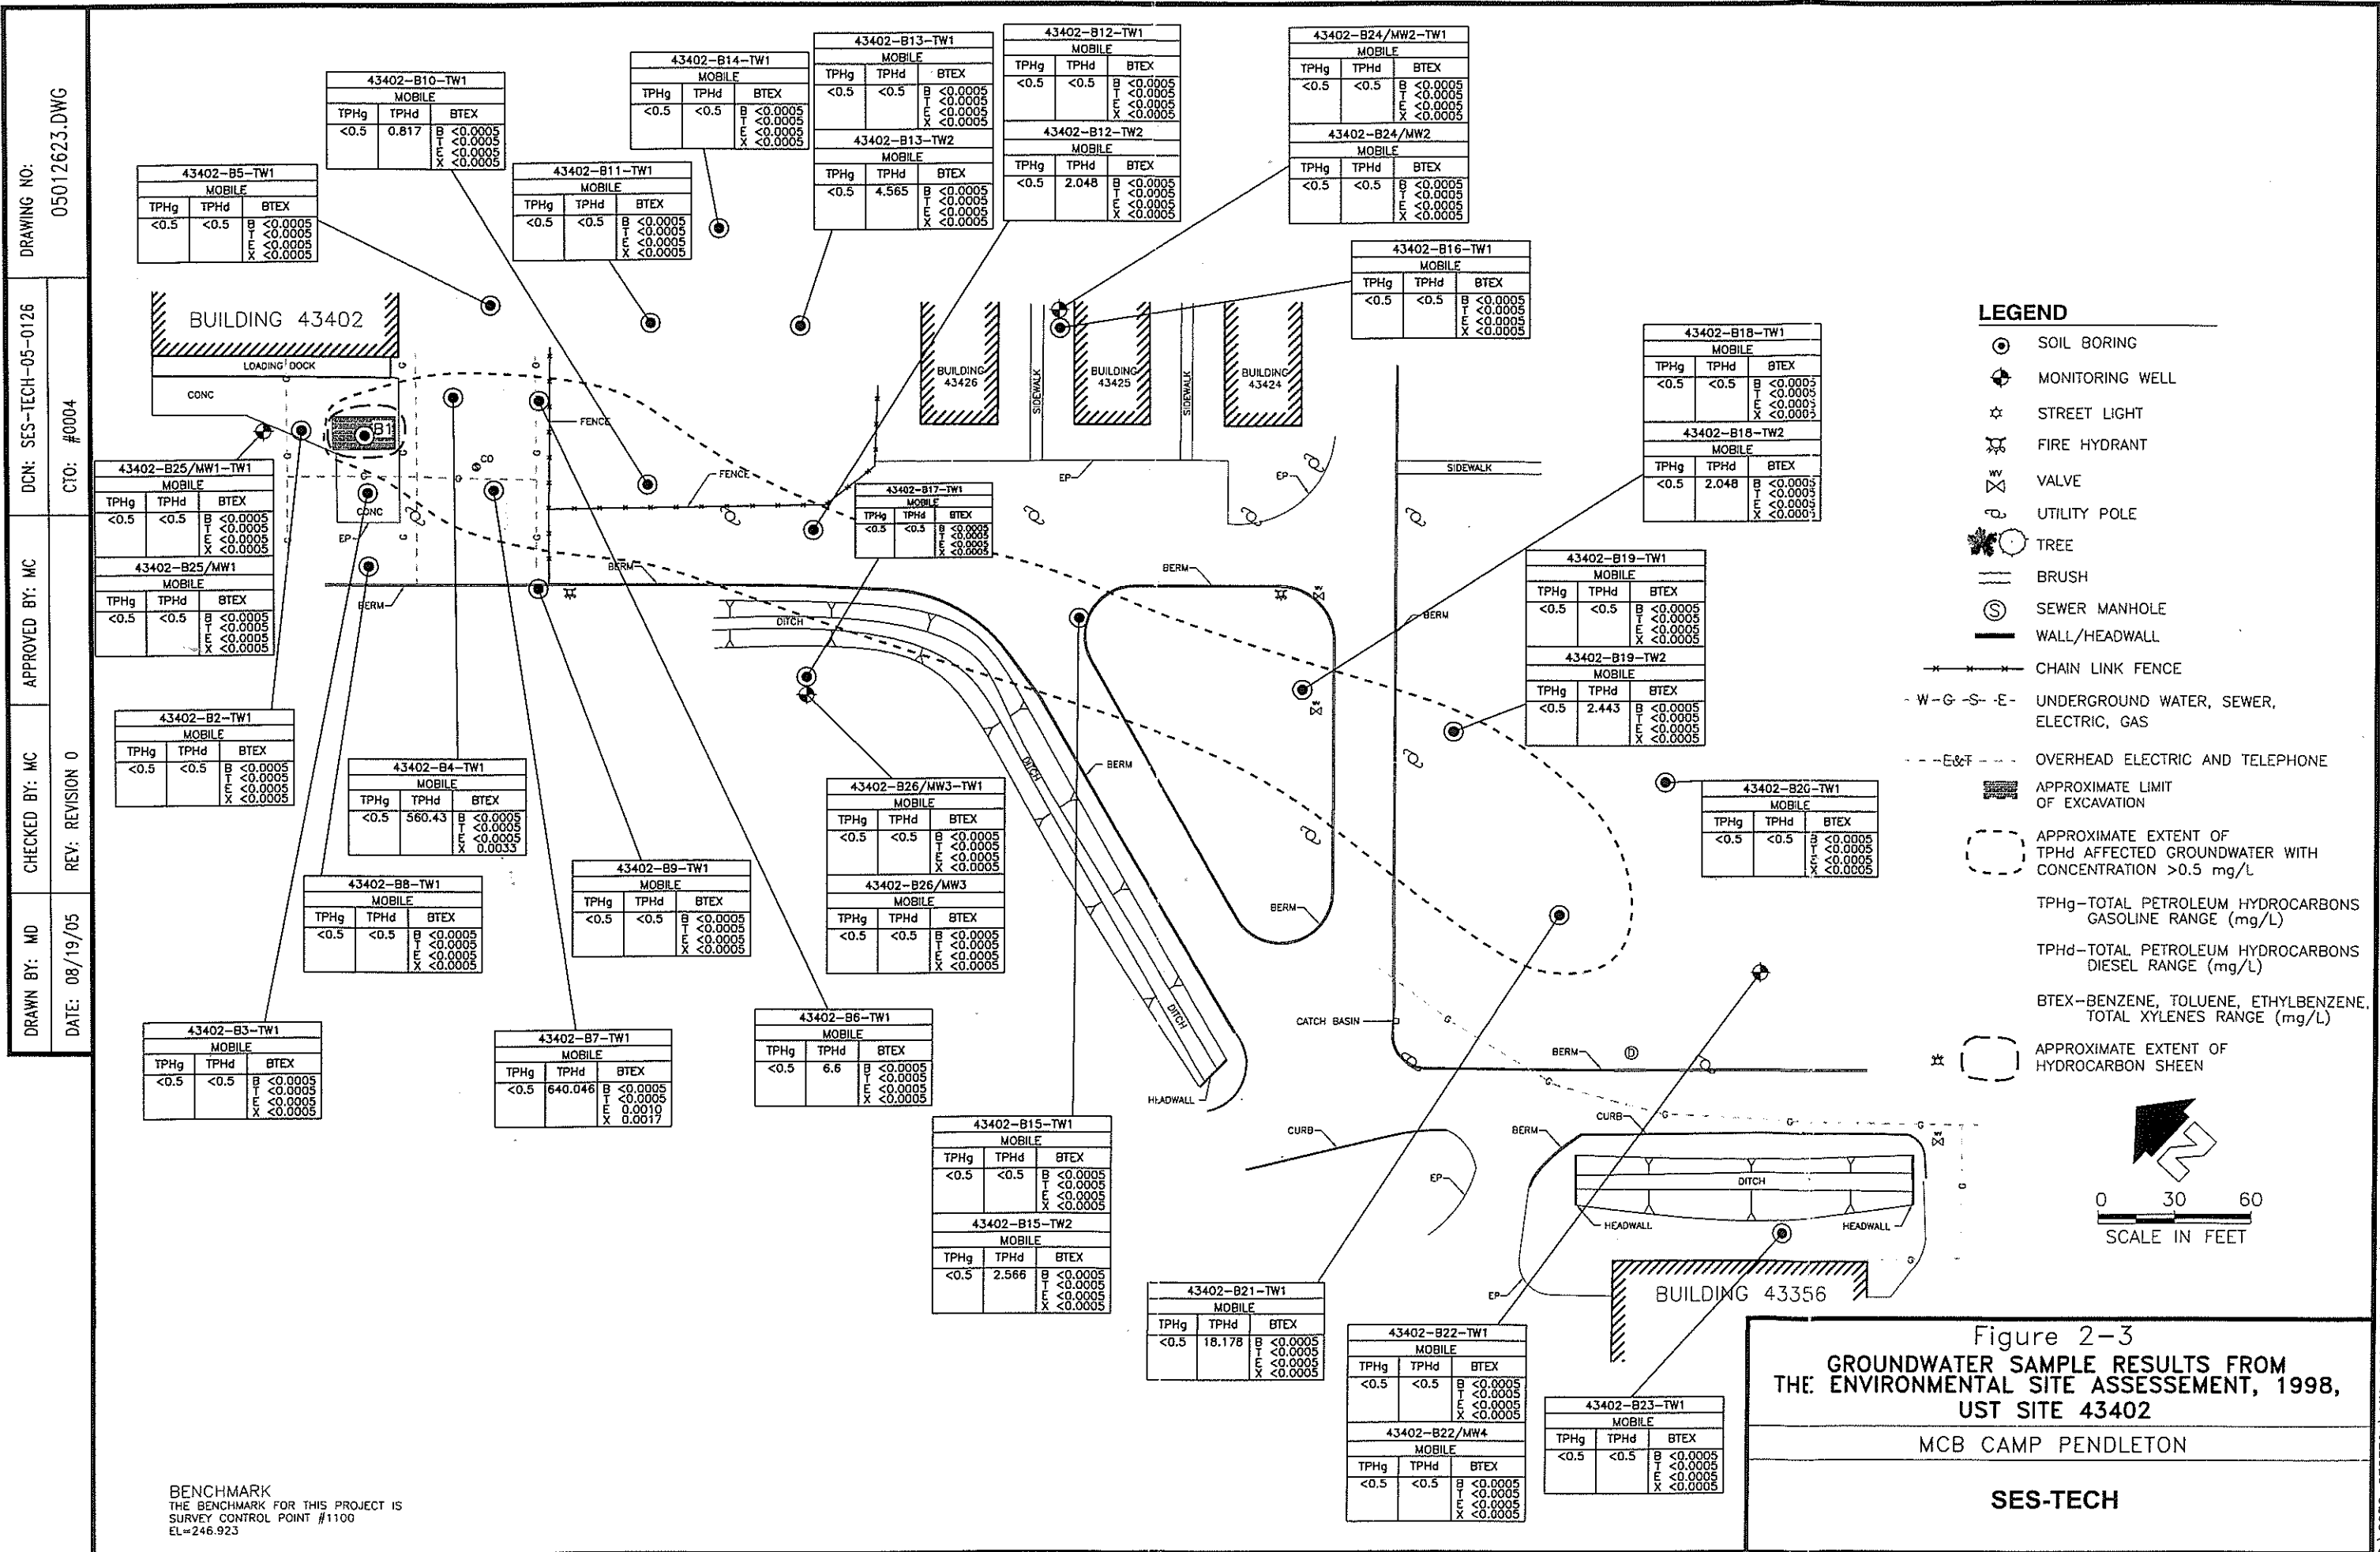 DRAWING NO:
05012623.DWG
DCN: SES-TECH-05-0126
CTO: #0004
APPROVED BY: MC
CHECKED BY: MC
REV: REVISION 0
DRAWN BY: MD
DATE: 08/19/05
43402-B5-TW1
MOBILE
TPHg TPHd BTEX
<0.5 <0.5 B <0.0005
T <0.0005
E <0.0005
X <0.0005
43402-B10-TW1
MOBILE
TPHg TPHd BTEX
<0.5 0.817 B <0.0005
T <0.0005
E <0.0005
X <0.0005
43402-B11-TW1
MOBILE
TPHg TPHd BTEX
<0.5 <0.5 B <0.0005
T <0.0005
E <0.0005
X <0.0005
43402-B14-TW1
MOBILE
TPHg TPHd BTEX
<0.5 <0.5 B <0.0005
T <0.0005
E <0.0005
X <0.0005
43402-B13-TW1
MOBILE
TPHg TPHd BTEX
<0.5 <0.5 B <0.0005
T <0.0005
E <0.0005
X <0.0005
43402-B13-TW2
MOBILE
TPHg TPHd BTEX
<0.5 4.565 B <0.0005
T <0.0005
E <0.0005
X <0.0005
43402-B12-TW1
MOBILE
TPHg TPHd BTEX
<0.5 <0.5 B <0.0005
T <0.0005
E <0.0005
X <0.0005
43402-B12-TW2
MOBILE
TPHg TPHd BTEX
<0.5 2.048 B <0.0005
T <0.0005
E <0.0005
X <0.0005
43402-B24/MW2-TW1
MOBILE
TPHg TPHd BTEX
<0.5 <0.5 B <0.0005
T <0.0005
E <0.0005
X <0.0005
43402-B24/MW2
MOBILE
TPHg TPHd BTEX
<0.5 <0.5 B <0.0005
T <0.0005
E <0.0005
X <0.0005
43402-B16-TW1
MOBILE
TPHg TPHd BTEX
<0.5 <0.5 B <0.0005
T <0.0005
E <0.0005
X <0.0005
43402-B18-TW1
MOBILE
TPHg TPHd BTEX
<0.5 <0.5 B <0.0005
T <0.0005
E <0.0005
X <0.0005
43402-B18-TW2
MOBILE
TPHg TPHd BTEX
<0.5 2.048 B <0.0005
T <0.0005
E <0.0005
X <0.0005
BUILDING 43402
LOADING DOCK
CONC
B1
CO
CONC
EP
FENCE
FENCE
BUILDING
43426
SIDEWALK
BUILDING
43425
SIDEWALK
BUILDING
43424
EP
EP
SIDEWALK
43402-B25/MW1-TW1
MOBILE
TPHg TPHd BTEX
<0.5 <0.5 B <0.0005
T <0.0005
E <0.0005
X <0.0005
43402-B25/MW1
MOBILE
TPHg TPHd BTEX
<0.5 <0.5 B <0.0005
T <0.0005
E <0.0005
X <0.0005
43402-B17-TW1
MOBILE
TPHg TPHd BTEX
<0.5 <0.5 B <0.0005
T <0.0005
E <0.0005
X <0.0005
43402-B19-TW1
MOBILE
TPHg TPHd BTEX
<0.5 <0.5 B <0.0005
T <0.0005
E <0.0005
X <0.0005
43402-B19-TW2
MOBILE
TPHg TPHd BTEX
<0.5 2.443 B <0.0005
T <0.0005
E <0.0005
X <0.0005
BERM
BERM
BERM
BERM
DITCH
43402-B2-TW1
MOBILE
TPHg TPHd BTEX
<0.5 <0.5 B <0.0005
T <0.0005
E <0.0005
X <0.0005
43402-B4-TW1
MOBILE
TPHg TPHd BTEX
<0.5 560.43 B <0.0005
T <0.0005
E <0.0005
X 0.0033
43402-B26/MW3-TW1
MOBILE
TPHg TPHd BTEX
<0.5 <0.5 B <0.0005
T <0.0005
E <0.0005
X <0.0005
43402-B26/MW3
MOBILE
TPHg TPHd BTEX
<0.5 <0.5 B <0.0005
T <0.0005
E <0.0005
X <0.0005
DITCH
BERM
BERM
DITCH
43402-B20-TW1
MOBILE
TPHg TPHd BTEX
<0.5 <0.5 B <0.0005
T <0.0005
E <0.0005
X <0.0005
43402-B8-TW1
MOBILE
TPHg TPHd BTEX
<0.5 <0.5 B <0.0005
T <0.0005
E <0.0005
X <0.0005
43402-B9-TW1
MOBILE
TPHg TPHd BTEX
<0.5 <0.5 B <0.0005
T <0.0005
E <0.0005
X <0.0005
43402-B3-TW1
MOBILE
TPHg TPHd BTEX
<0.5 <0.5 B <0.0005
T <0.0005
E <0.0005
X <0.0005
43402-B7-TW1
MOBILE
TPHg TPHd BTEX
<0.5 640.046 B <0.0005
T <0.0005
E 0.0010
X 0.0017
43402-B6-TW1
MOBILE
TPHg TPHd BTEX
<0.5 6.6 B <0.0005
T <0.0005
E <0.0005
X <0.0005
HEADWALL
CATCH BASIN
BERM
D
43402-B15-TW1
MOBILE
TPHg TPHd BTEX
<0.5 <0.5 B <0.0005
T <0.0005
E <0.0005
X <0.0005
43402-B15-TW2
MOBILE
TPHg TPHd BTEX
<0.5 2.566 B <0.0005
T <0.0005
E <0.0005
X <0.0005
CURB
EP
CURB
BERM
DITCH
HEADWALL
HEADWALL
EP
BUILDING 43356
43402-B21-TW1
MOBILE
TPHg TPHd BTEX
<0.5 18.178 B <0.0005
T <0.0005
E <0.0005
X <0.0005
43402-B22-TW1
MOBILE
TPHg TPHd BTEX
<0.5 <0.5 B <0.0005
T <0.0005
E <0.0005
X <0.0005
43402-B22/MW4
MOBILE
TPHg TPHd BTEX
<0.5 <0.5 B <0.0005
T <0.0005
E <0.0005
X <0.0005
43402-B23-TW1
MOBILE
TPHg TPHd BTEX
<0.5 <0.5 B <0.0005
T <0.0005
E <0.0005
X <0.0005
LEGEND
SOIL BORING
MONITORING WELL
STREET LIGHT
FIRE HYDRANT
WV
VALVE
UTILITY POLE
TREE
BRUSH
S SEWER MANHOLE
WALL/HEADWALL
CHAIN LINK FENCE
-W-G-S-E- UNDERGROUND WATER, SEWER,
ELECTRIC, GAS
---E&T--- OVERHEAD ELECTRIC AND TELEPHONE
APPROXIMATE LIMIT
OF EXCAVATION
APPROXIMATE EXTENT OF
TPHd AFFECTED GROUNDWATER WITH
CONCENTRATION >0.5 mg/L
TPHg-TOTAL PETROLEUM HYDROCARBONS
GASOLINE RANGE (mg/L)
TPHd-TOTAL PETROLEUM HYDROCARBONS
DIESEL RANGE (mg/L)
BTEX-BENZENE, TOLUENE, ETHYLBENZENE,
TOTAL XYLENES RANGE (mg/L)
APPROXIMATE EXTENT OF
HYDROCARBON SHEEN
N
0 30 60
SCALE IN FEET
Figure 2-3
GROUNDWATER SAMPLE RESULTS FROM
THE ENVIRONMENTAL SITE ASSESSEMENT, 1998,
UST SITE 43402
MCB CAMP PENDLETON
SES-TECH
BENCHMARK
THE BENCHMARK FOR THIS PROJECT IS
SURVEY CONTROL POINT #1100
EL=246.923